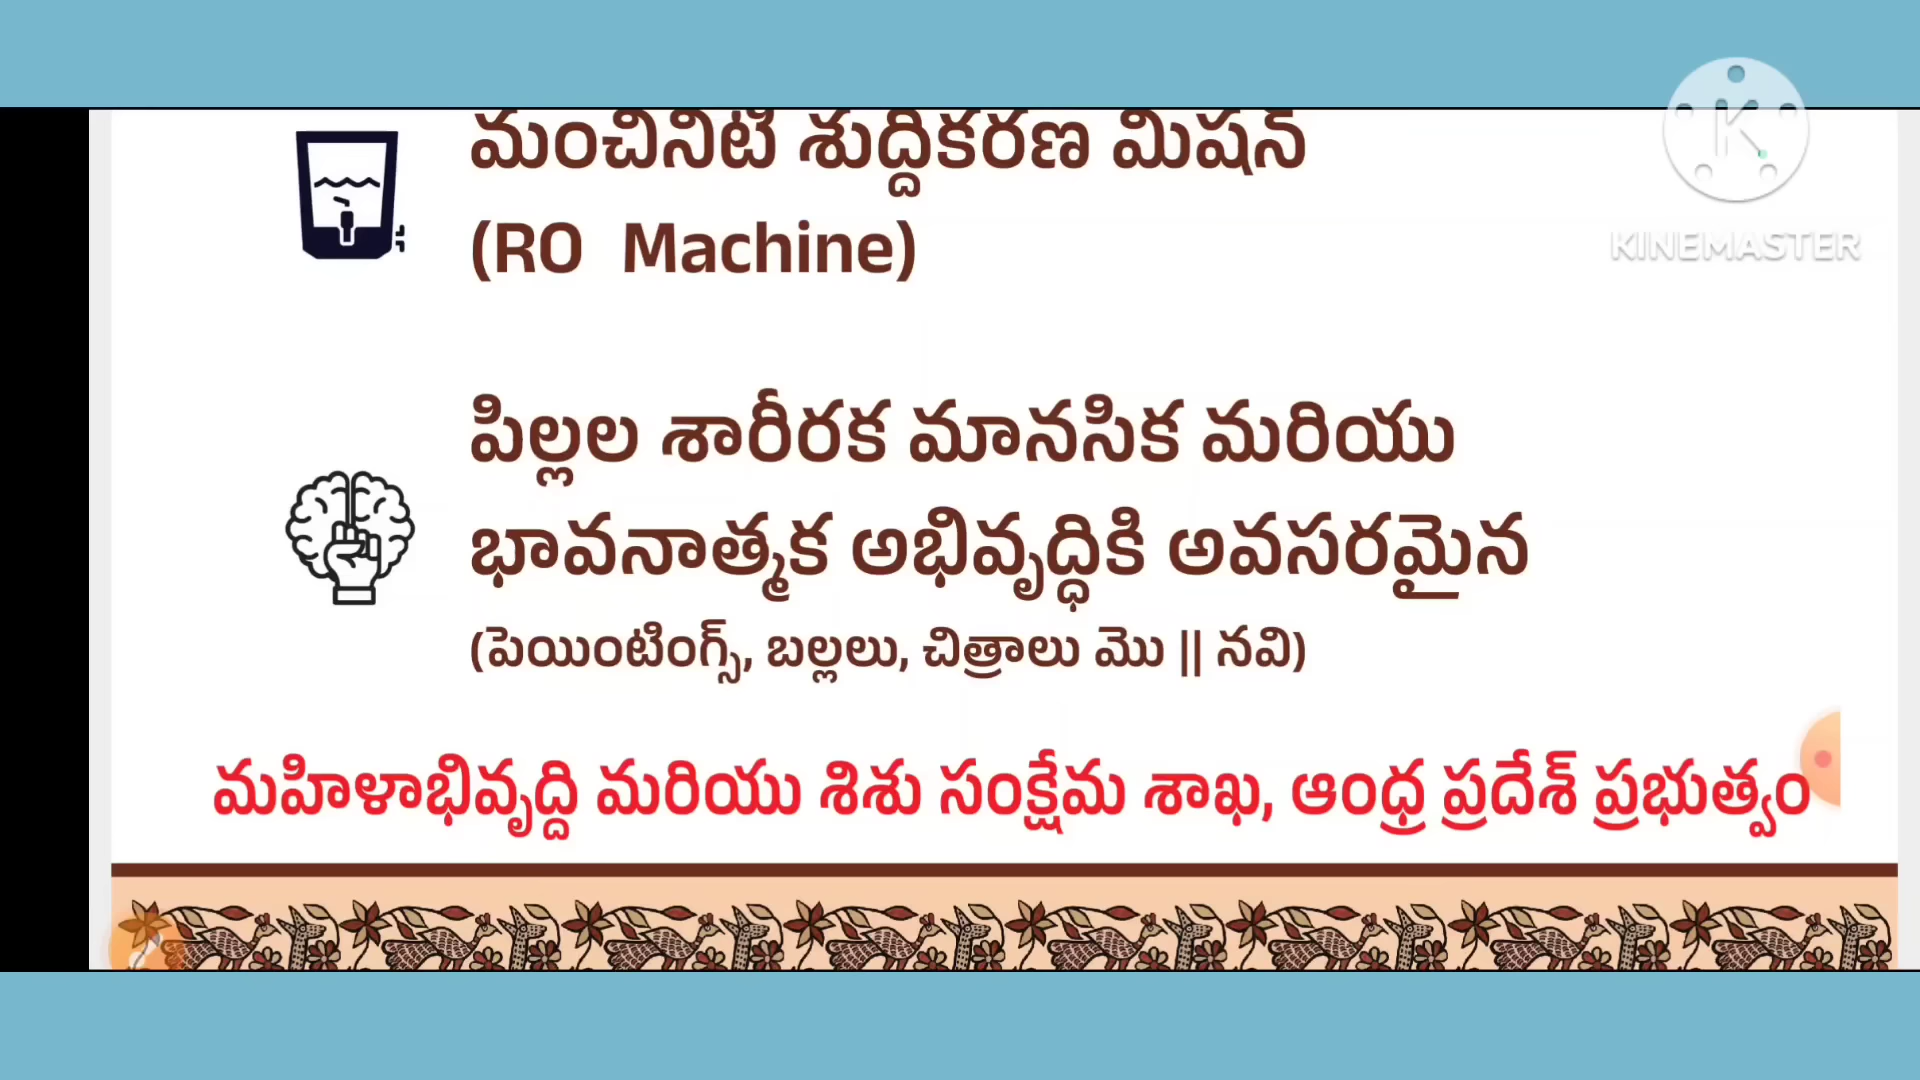 మంచినీటి శుద్దికరణ మిషన్
(RO Machine)
KINEMASTER
పిల్లల శారీరక మానసిక మరియు
భావనాత్మక అభివృద్ధికి అవసరమైన
(పెయింటింగ్స్, బల్లలు, చిత్రాలు మొ || నవి)
మహిళాభివృద్ది మరియు శిశు సంక్షేమ శాఖ, ఆంధ్ర ప్రదేశ్ ప్రభుత్వం